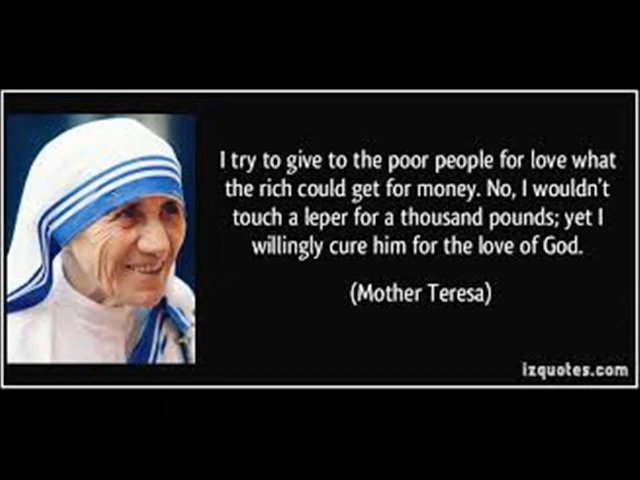 I try to give to the poor people for love what
the rich could get for money. No, I wouldn't
touch a leper for a thousand pounds; yet I
willingly cure him for the love of God.
(Mother Teresa)
izquotes.com